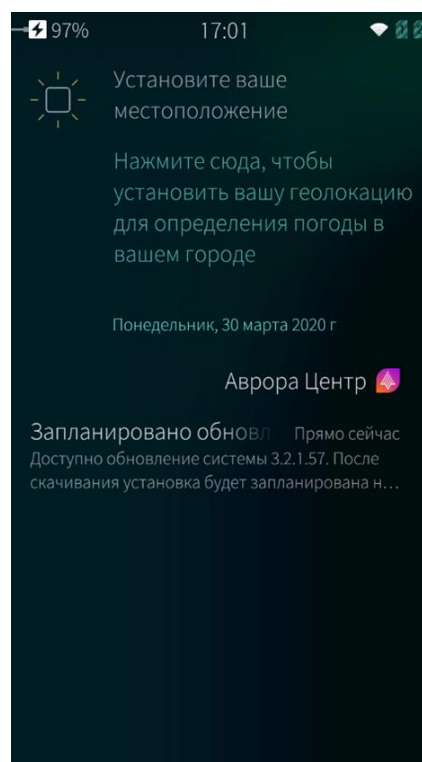 97% 17:01
Установите ваше
местоположение
Нажмите сюда, чтобы
установить вашу геолокацию
для определения погоды в
вашем городе
Понедельник, 30 марта 2020 г
Аврора Центр
Запланировано обновл Прямо сейчас
Доступно обновление системы 3.2.1.57. После
скачивания установка будет запланирована н...